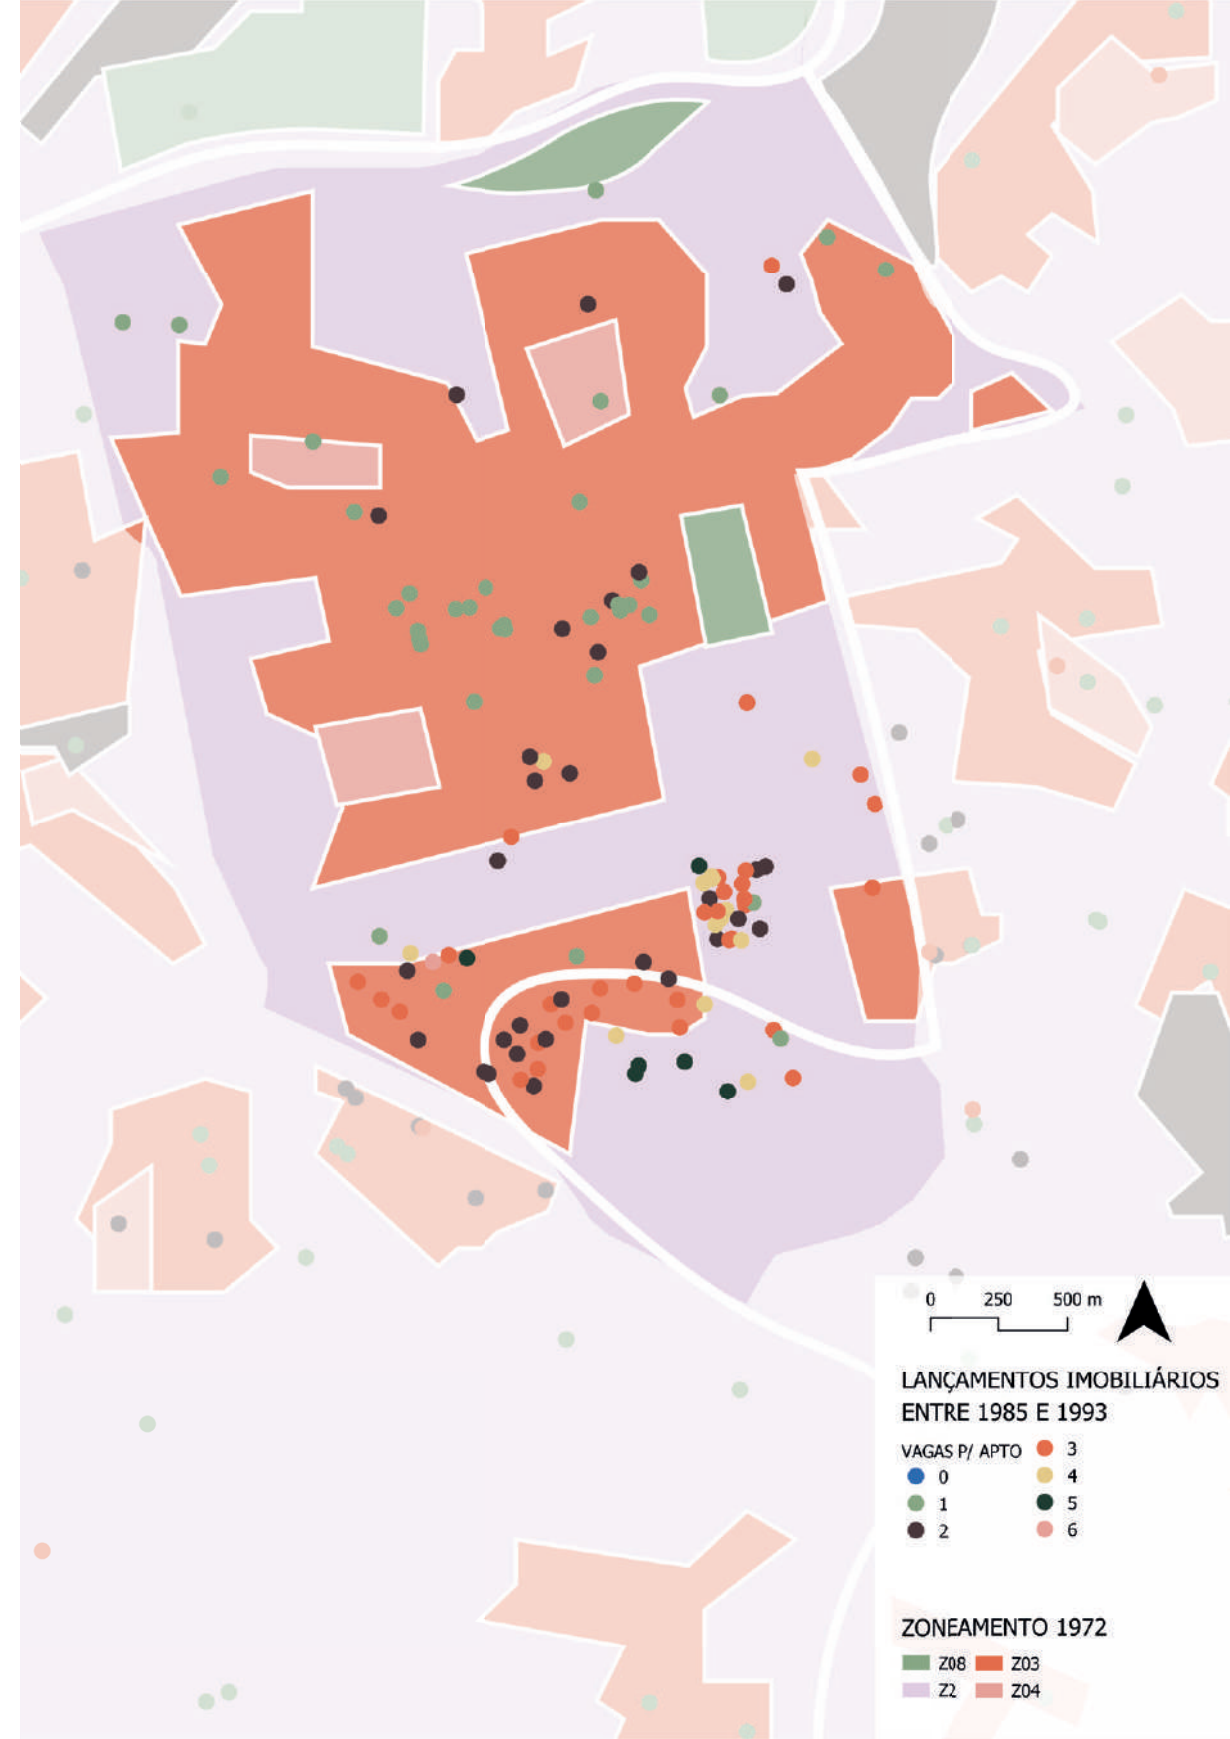 0 250 500 m
LANÇAMENTOS IMOBILIÁRIOS
ENTRE 1985 E 1993
VAGAS P/ APTO
0
1
2
3
4
5
6
ZONEAMENTO 1972
Z08
Z03
Z2
Z04